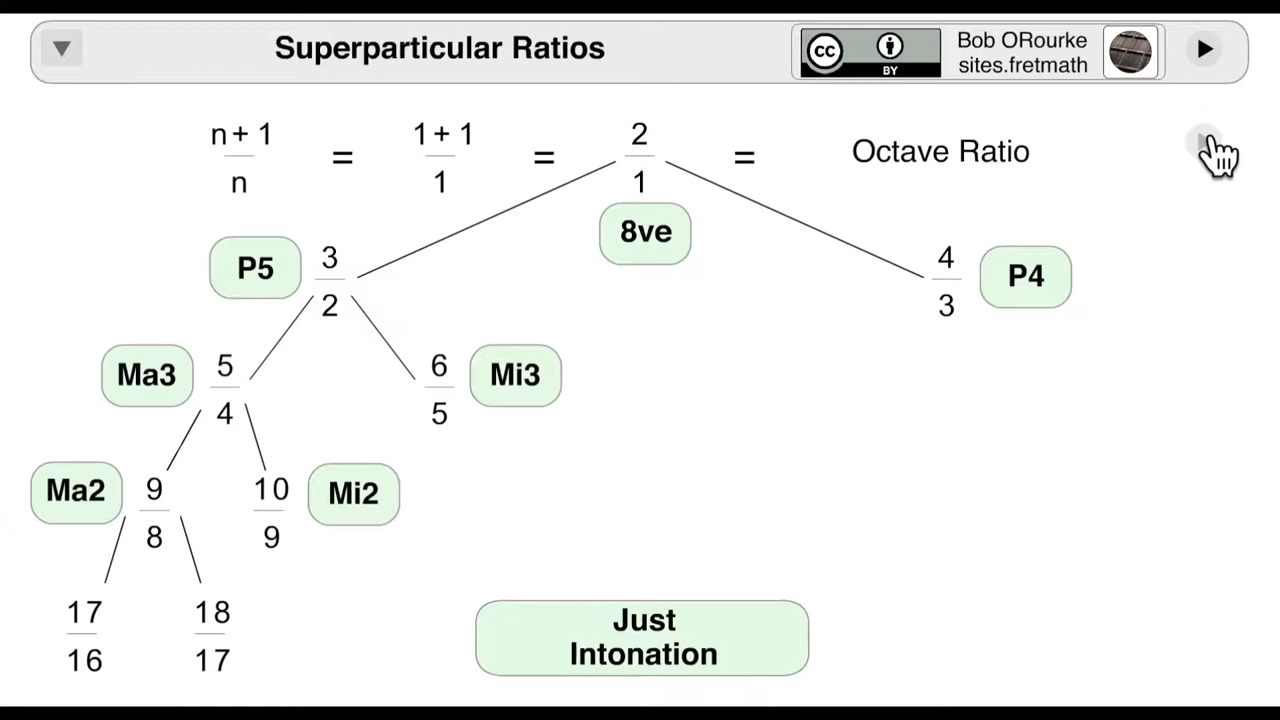 Superparticular Ratios
cc
BY
Bob ORourke
sites.fretmath
n+1 = 1+1 = 2 = Octave Ratio
n 1 1
8ve
P5 3 4 P4
2 3
Ma3 5 6 Mi3
4 5
Ma2 9 10 Mi2
8 9
17 18
16 17
Just
Intonation